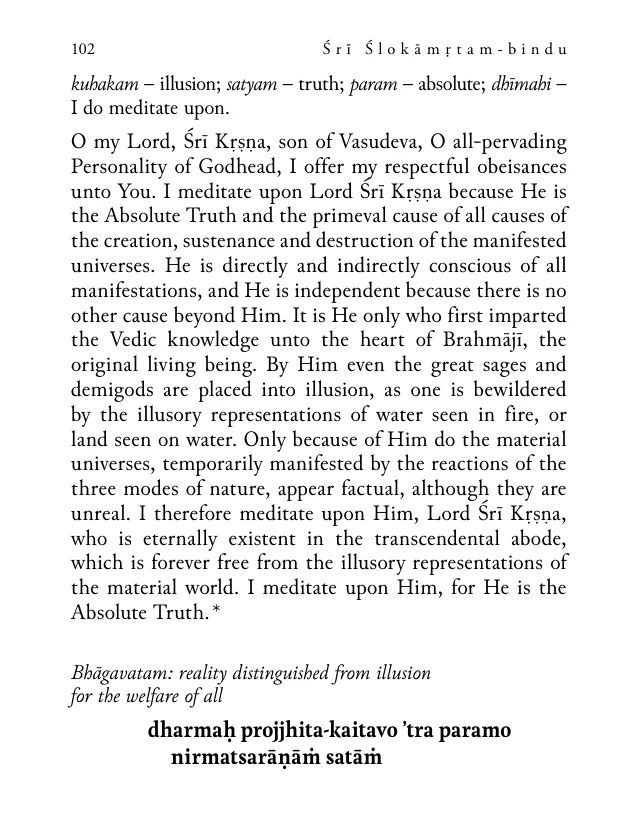 102 Śrī Ślokāmṛtam-bindu
kuhakam – illusion; satyam – truth; param – absolute; dhīmahi –
I do meditate upon.
O my Lord, Śrī Kṛṣṇa, son of Vasudeva, O all-pervading
Personality of Godhead, I offer my respectful obeisances
unto You. I meditate upon Lord Śrī Kṛṣṇa because He is
the Absolute Truth and the primeval cause of all causes of
the creation, sustenance and destruction of the manifested
universes. He is directly and indirectly conscious of all
manifestations, and He is independent because there is no
other cause beyond Him. It is He only who first imparted
the Vedic knowledge unto the heart of Brahmājī, the
original living being. By Him even the great sages and
demigods are placed into illusion, as one is bewildered
by the illusory representations of water seen in fire, or
land seen on water. Only because of Him do the material
universes, temporarily manifested by the reactions of the
three modes of nature, appear factual, although they are
unreal. I therefore meditate upon Him, Lord Śrī Kṛṣṇa,
who is eternally existent in the transcendental abode,
which is forever free from the illusory representations of
the material world. I meditate upon Him, for He is the
Absolute Truth.*
Bhāgavatam: reality distinguished from illusion
for the welfare of all
dharmaḥ projjhita-kaitavo ’tra paramo
nirmatsarāṇāṁ satāṁ